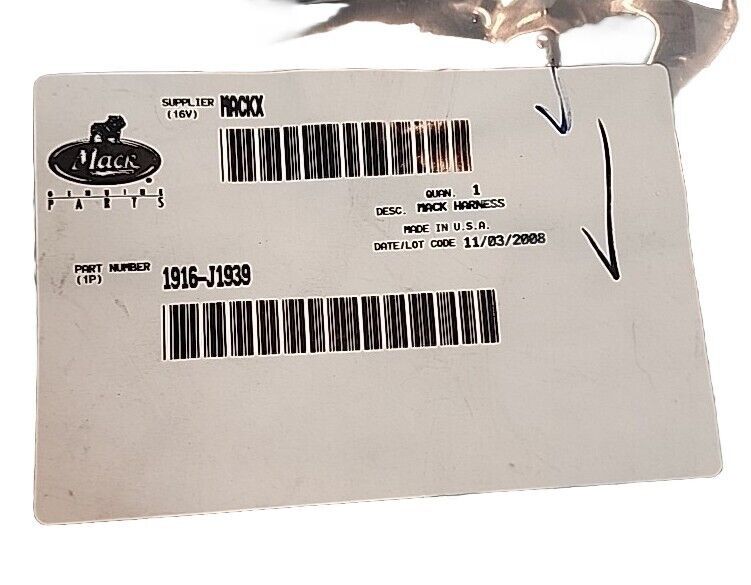 SUPPLIER MACKX
(16V)
Mack
GENUINE
PARTS
QUAN. 1
DESC. MACK HARNESS
MADE IN U.S.A.
DATE/LOT CODE 11/03/2008
PART NUMBER 1916-J1939
(1P)